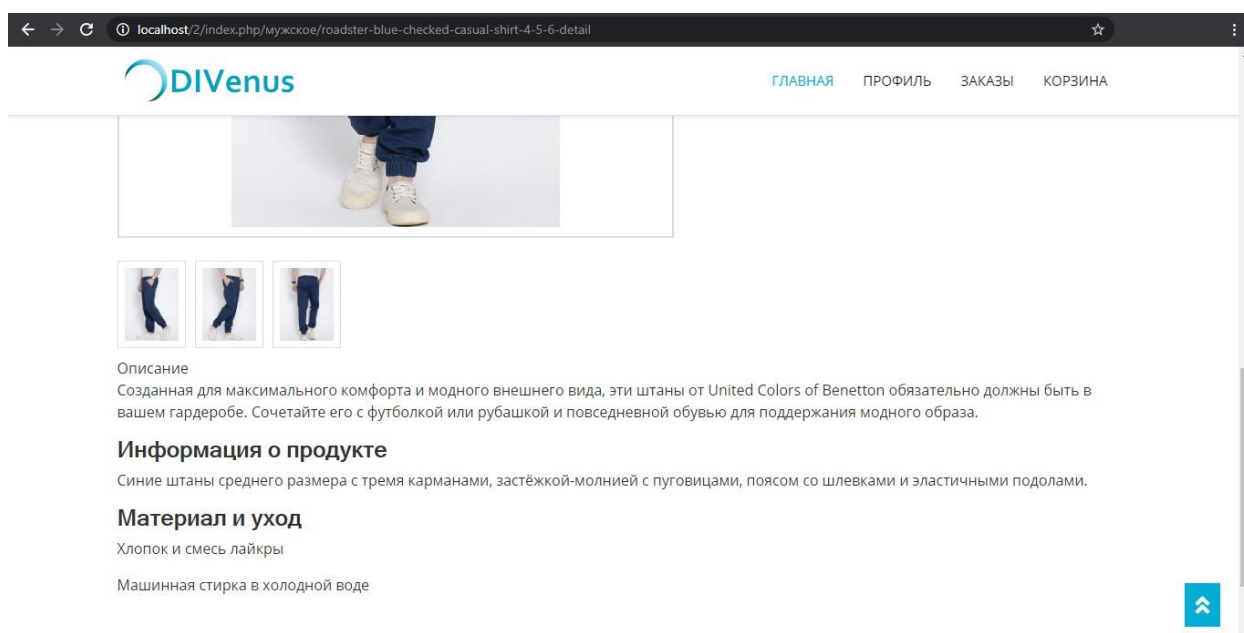 localhost/2/index.php/мужское/roadster-blue-checked-casual-shirt-4-5-6-detail
DIVenus
ГЛАВНАЯ ПРОФИЛЬ ЗАКАЗЫ КОРЗИНА
Описание
Созданная для максимального комфорта и модного внешнего вида, эти штаны от United Colors of Benetton обязательно должны быть в
вашем гардеробе. Сочетайте его с футболкой или рубашкой и повседневной обувью для поддержания модного образа.
Информация о продукте
Синие штаны среднего размера с тремя карманами, застёжкой-молнией с пуговицами, поясом со шлевками и эластичными подолами.
Материал и уход
Хлопок и смесь лайкры
Машинная стирка в холодной воде